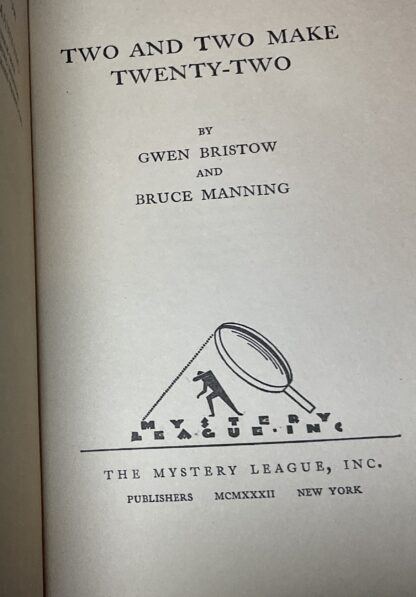 TWO AND TWO MAKE
TWENTY-TWO
BY
GWEN BRISTOW
AND
BRUCE MANNING
MYSTERY
LEAGUE·INC
THE MYSTERY LEAGUE, INC.
PUBLISHERS MCMXXXII NEW YORK